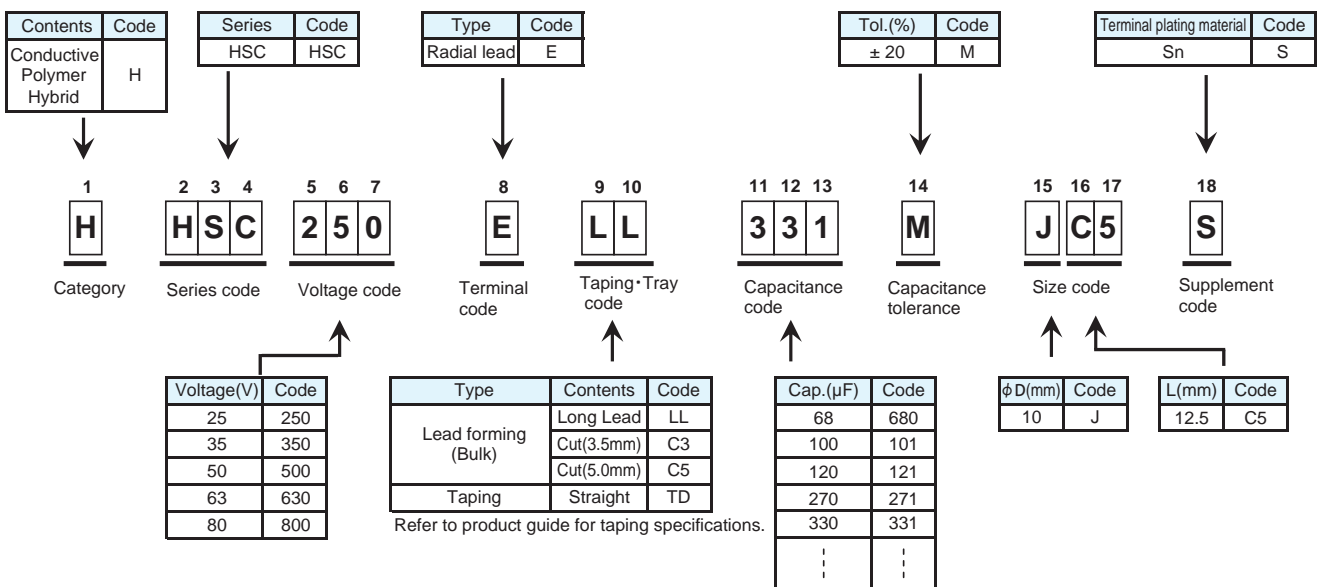 Contents Code
Conductive Polymer Hybrid H
Series Code
HSC HSC
Type Code
Radial lead E
Tol.(%) Code
± 20 M
Terminal plating material Code
Sn S
1 2 3 4 5 6 7 8 9 10 11 12 13 14 15 16 17 18
H H S C 2 5 0 E L L 3 3 1 M J C 5 S
Category
Series code
Voltage code
Terminal code
Taping・Tray code
Capacitance code
Capacitance tolerance
Size code
Supplement code
Voltage(V) Code
25 250
35 350
50 500
63 630
80 800
Type Contents Code
Lead forming (Bulk)
Long Lead LL
Cut(3.5mm) C3
Cut(5.0mm) C5
Taping Straight TD
Refer to product guide for taping specifications.
Cap.(µF) Code
68 680
100 101
120 121
270 271
330 331
φD(mm) Code
10 J
L(mm) Code
12.5 C5